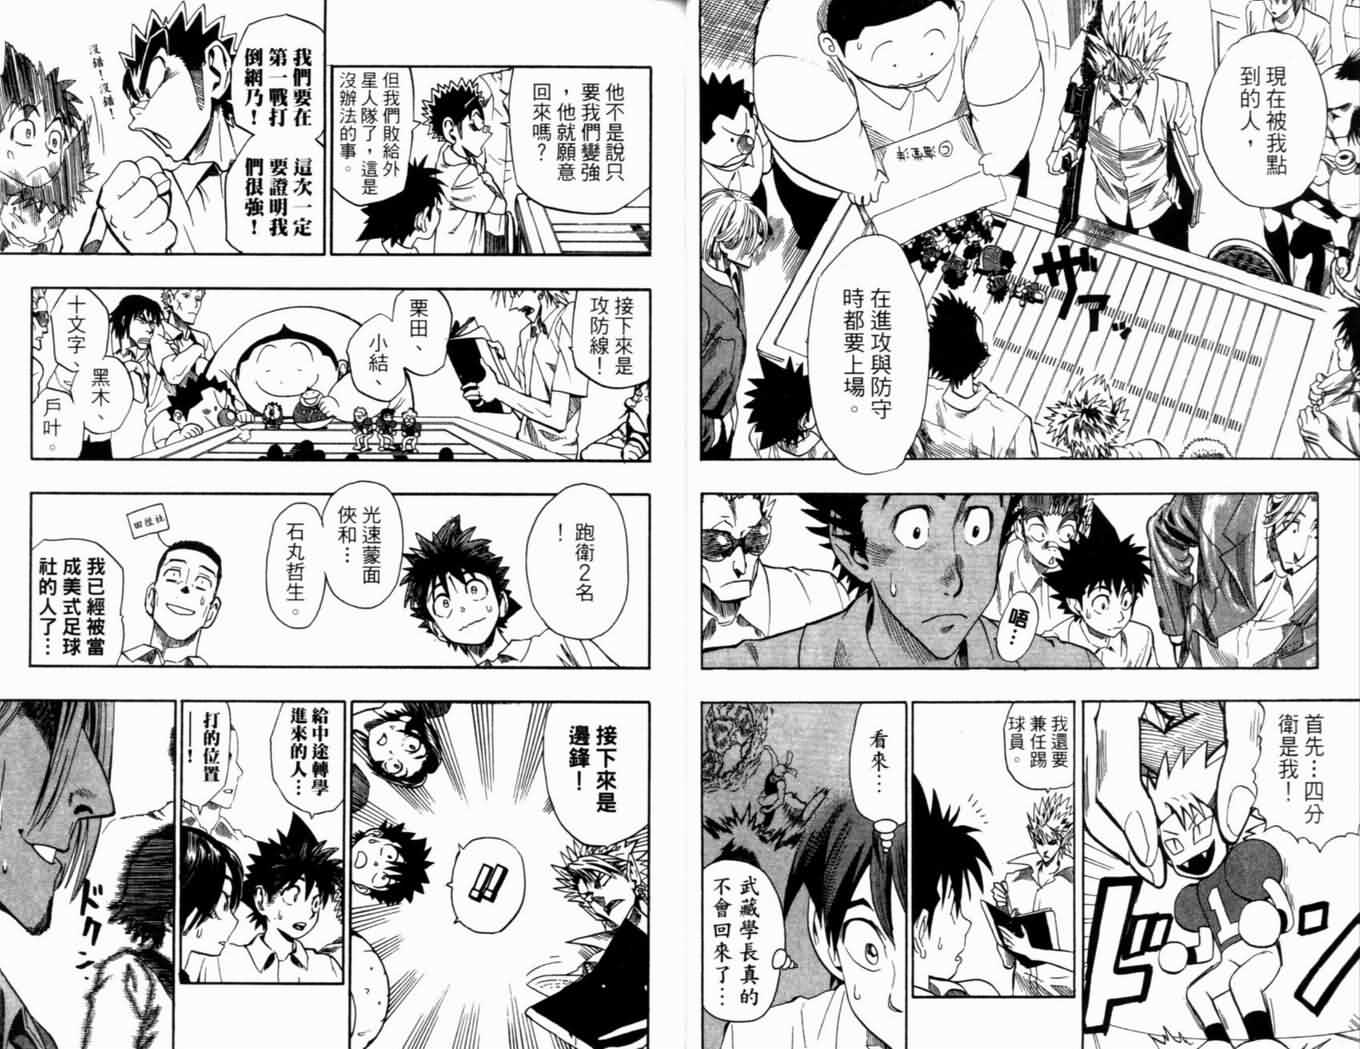 現在被我點
到的人，
在進攻與防守
時都要上場。
ザッ
唔…
首先…四分
衛是我！
ドン
我還要
兼任踢
球員。
看來…
武藏學長真的
不會回來了…
他不是說只
要我們變強
，他就願意
回來嗎？
但我們敗給外
星人隊了，這是
沒辦法的事。
我們要在
第一戰打
倒網乃！
這次一定
要證明我
們很強！
沒錯！沒錯！
接下來是
攻防線！
栗田、
小結、
十文字、
黑木、
戶叶。
跑衛2名
！
光速蒙面
俠和…
石丸哲生。
田徑社
我已經被當
成美式足球
社的人了…
接下來是
邊鋒！
!!
給中途轉學
進來的人…
打的位置
——！
ドクン